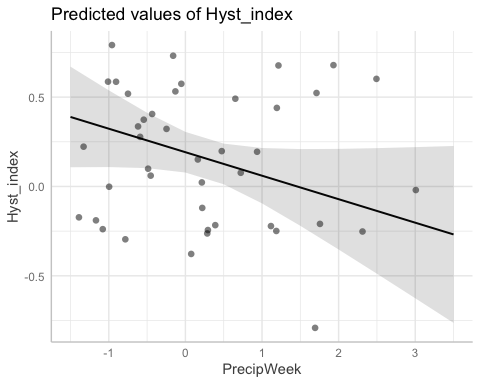 Predicted values of Hyst_index
Hyst_index
0.5
0.0
-0.5
-1
0
1
2
3
PrecipWeek